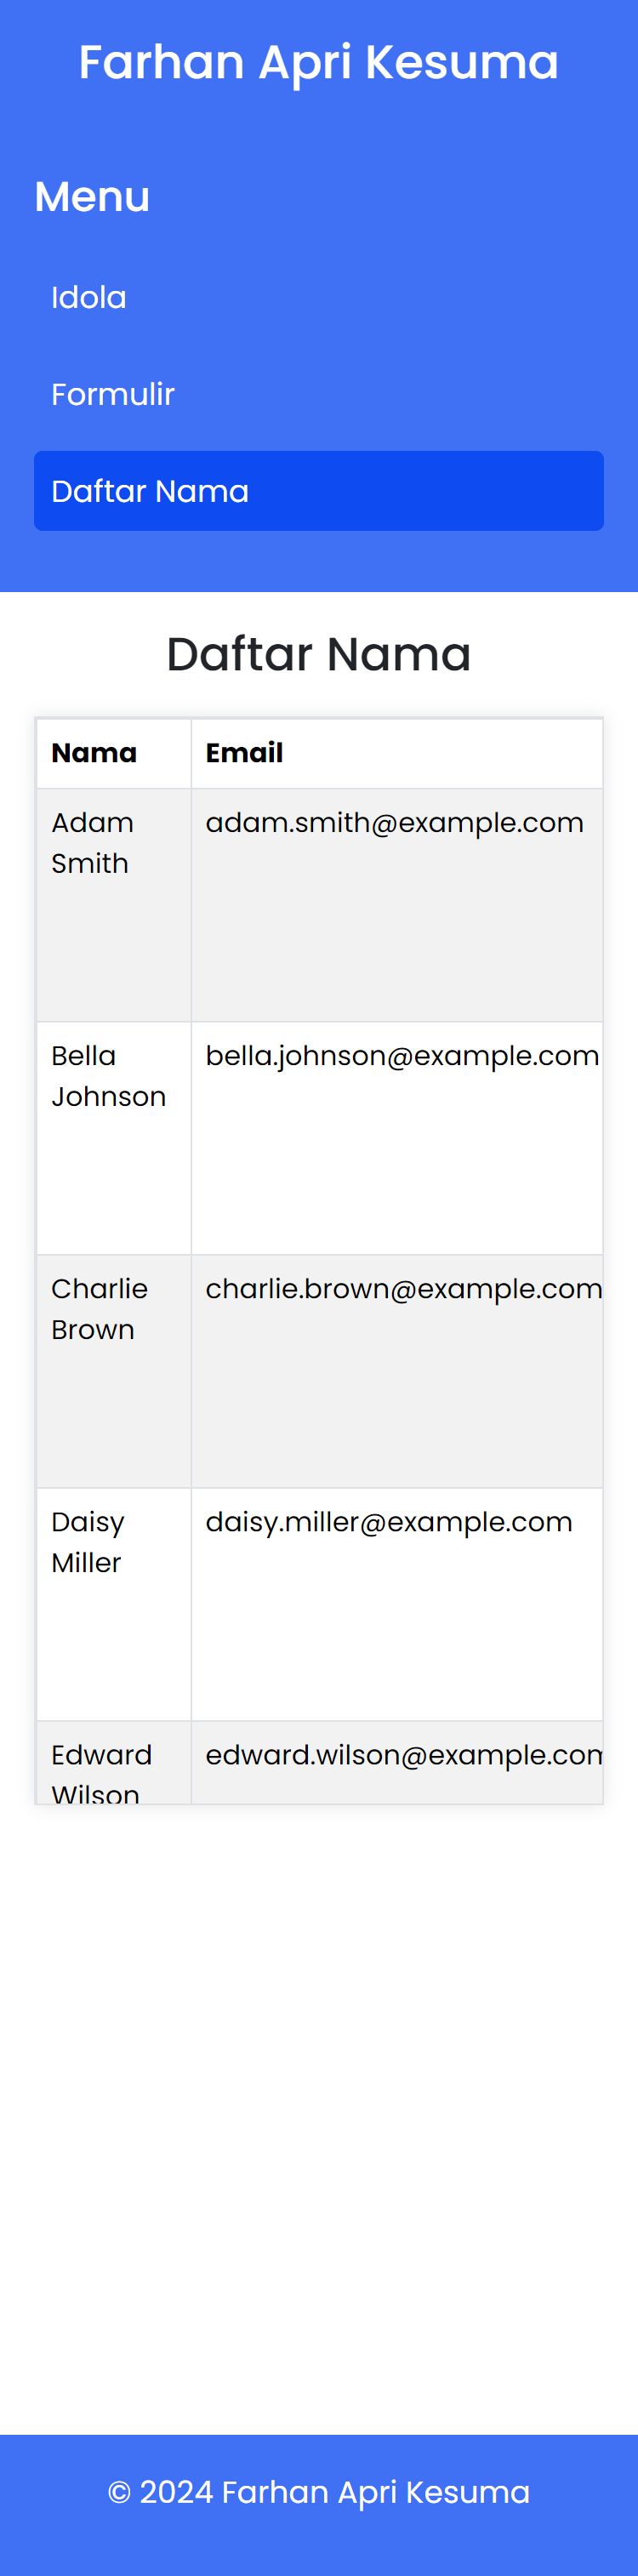 Farhan Apri Kesuma
Menu
Idola
Formulir
Daftar Nama
Daftar Nama
Nama Email
Adam adam.smith@example.com
Smith
Bella bella.johnson@example.com
Johnson
Charlie charlie.brown@example.com
Brown
Daisy daisy.miller@example.com
Miller
Edward edward.wilson@example.com
Wilson
© 2024 Farhan Apri Kesuma